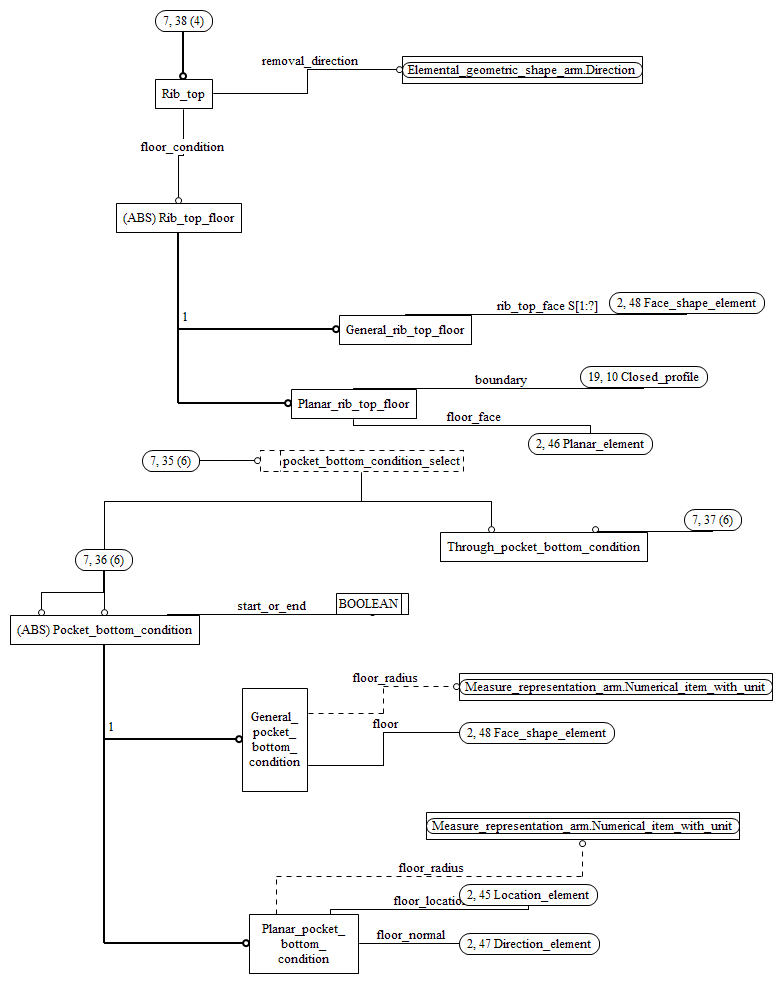 7, 38 (4)
removal_direction
Elemental_geometric_shape_arm.Direction
Rib_top
floor_condition
(ABS) Rib_top_floor
rib_top_face S[1:?]
2, 48 Face_shape_element
1
General_rib_top_floor
boundary
19, 10 Closed_profile
Planar_rib_top_floor
floor_face
2, 46 Planar_element
7, 35 (6)
pocket_bottom_condition_select
7, 37 (6)
Through_pocket_bottom_condition
7, 36 (6)
start_or_end
BOOLEAN
(ABS) Pocket_bottom_condition
floor_radius
Measure_representation_arm.Numerical_item_with_unit
General_
pocket_
bottom_
condition
floor
2, 48 Face_shape_element
1
Measure_representation_arm.Numerical_item_with_unit
floor_radius
floor_locatio
2, 45 Location_element
Planar_pocket_
bottom_
condition
floor_normal
2, 47 Direction_element